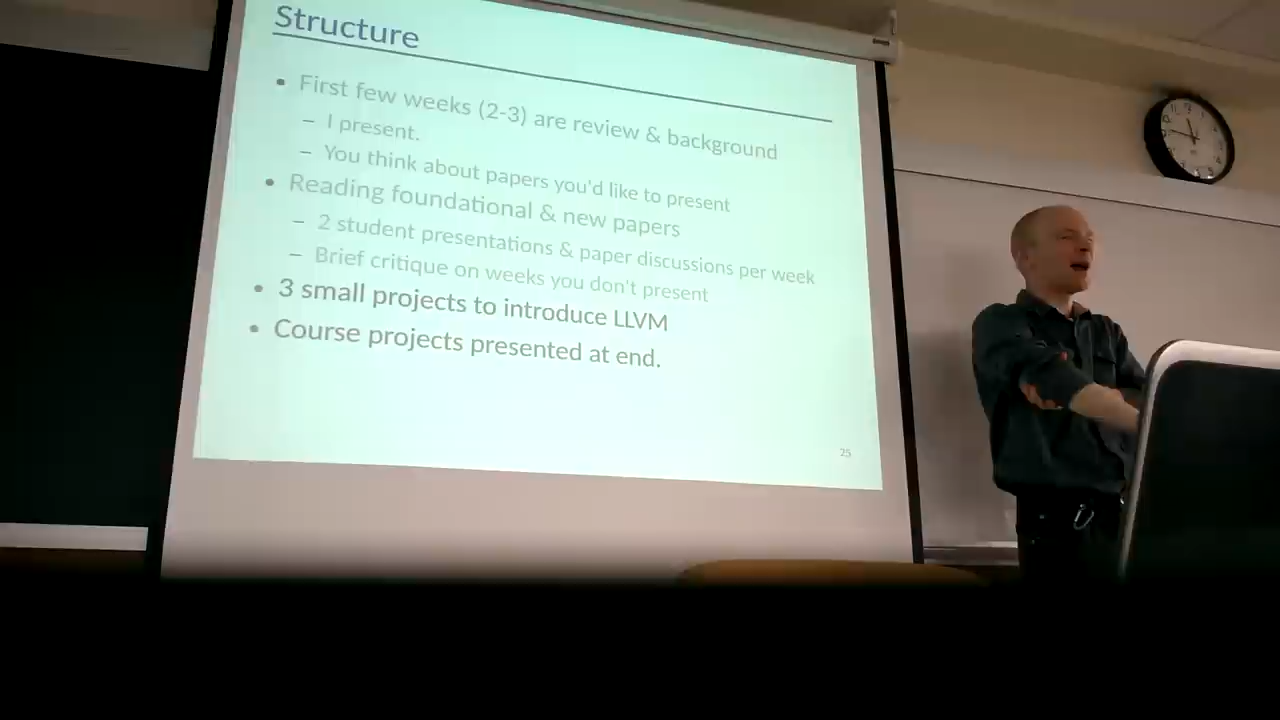 Structure
• First few weeks (2-3) are review & background
– I present.
– You think about papers you'd like to present
• Reading foundational & new papers
– 2 student presentations & paper discussions per week
– Brief critique on weeks you don't present
• 3 small projects to introduce LLVM
• Course projects presented at end.
25